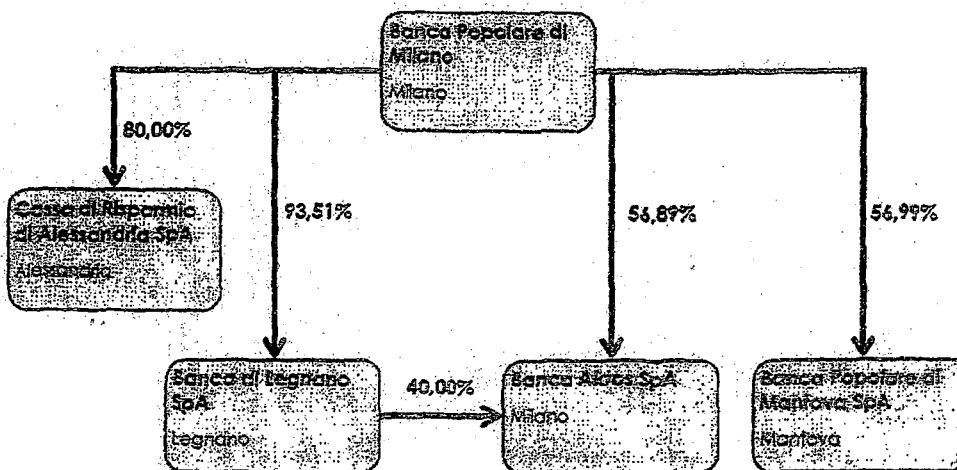 Banca Popolare di
Milano
Milano
80,00%
93,51%
56,89%
56,99%
Cassa di Risparmio
di Alessandria SpA
Alessandria
Banca di Legnano
SpA
Legnano
40,00%
Banca Akros SpA
Milano
Banca Popolare di
Mantova SpA
Mantova